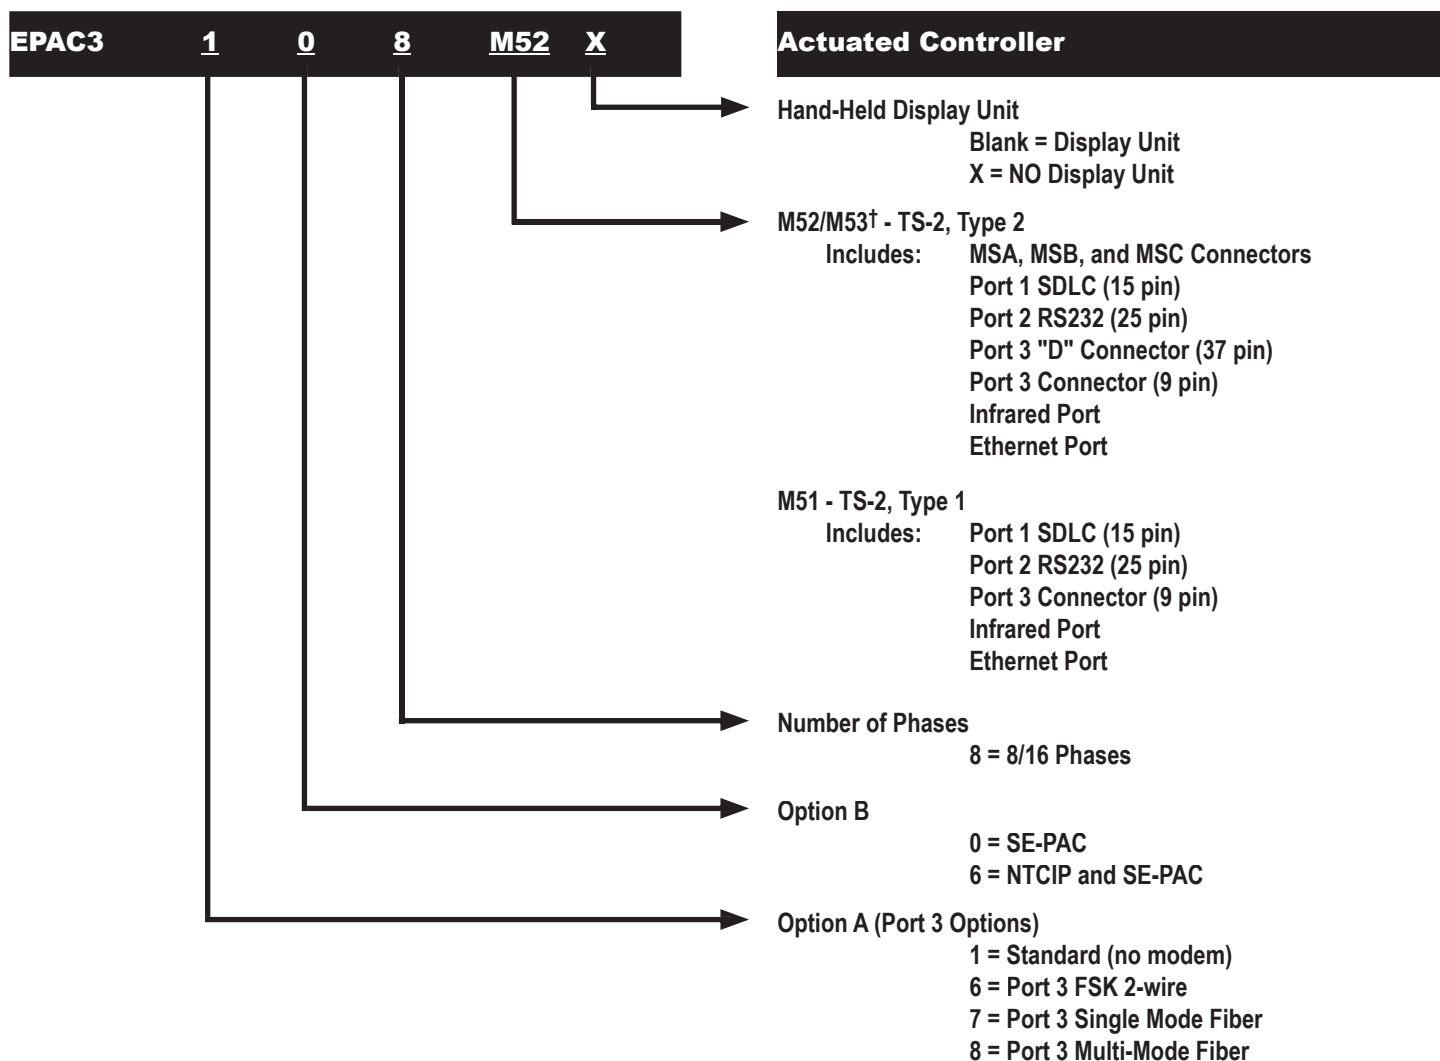 EPAC3 1 0 8 M52 X
Actuated Controller
Hand-Held Display Unit
Blank = Display Unit
X = NO Display Unit
M52/M53† - TS-2, Type 2
Includes: MSA, MSB, and MSC Connectors
Port 1 SDLC (15 pin)
Port 2 RS232 (25 pin)
Port 3 "D" Connector (37 pin)
Port 3 Connector (9 pin)
Infrared Port
Ethernet Port
M51 - TS-2, Type 1
Includes: Port 1 SDLC (15 pin)
Port 2 RS232 (25 pin)
Port 3 Connector (9 pin)
Infrared Port
Ethernet Port
Number of Phases
8 = 8/16 Phases
Option B
0 = SE-PAC
6 = NTCIP and SE-PAC
Option A (Port 3 Options)
1 = Standard (no modem)
6 = Port 3 FSK 2-wire
7 = Port 3 Single Mode Fiber
8 = Port 3 Multi-Mode Fiber